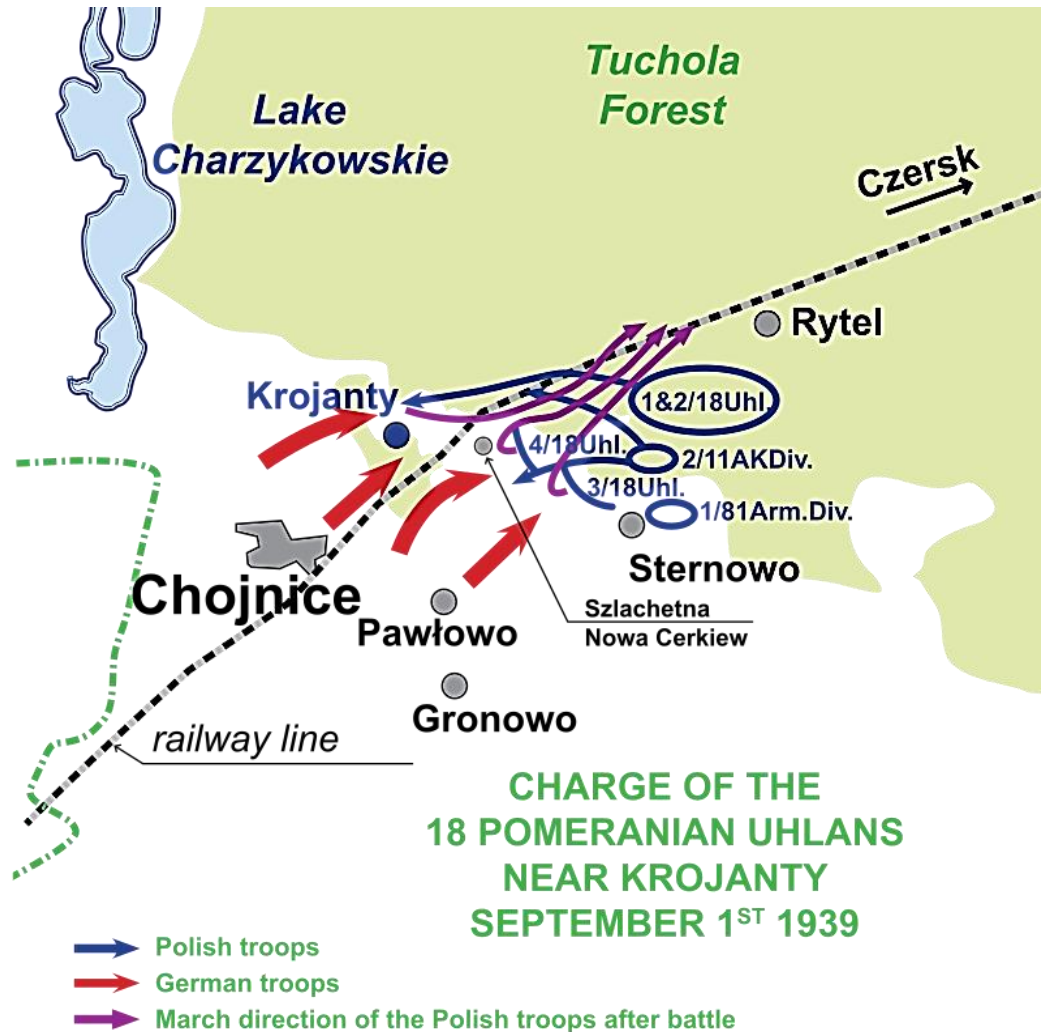 Tuchola
Forest
Lake
Charzykowskie
Czersk
Rytel
Krojanty
1&2/18Uhl.
4/18Uhl.
2/11AKDiv.
3/18Uhl.
1/81Arm.Div.
Sternowo
Chojnice
Szlachetna
Nowa Cerkiew
Pawłowo
Gronowo
railway line
CHARGE OF THE
18 POMERANIAN UHLANS
NEAR KROJANTY
SEPTEMBER 1ST 1939
Polish troops
German troops
March direction of the Polish troops after battle